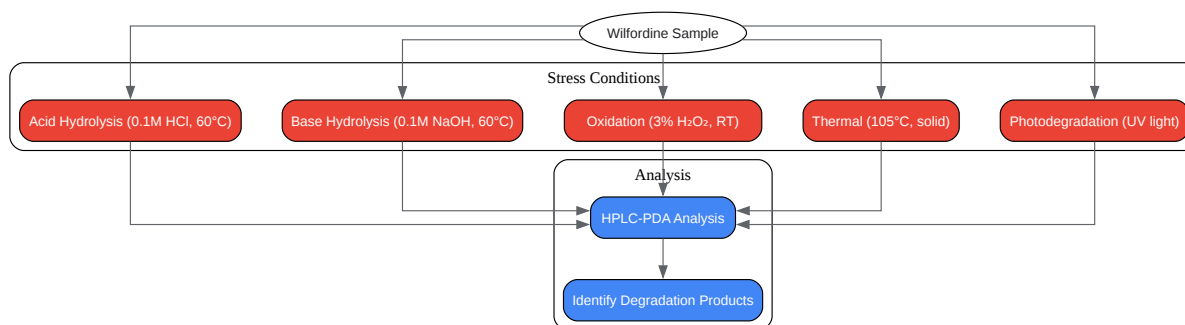 Wilfordine Sample
Stress Conditions
Acid Hydrolysis (0.1M HCl, 60°C)
Base Hydrolysis (0.1M NaOH, 60°C)
Oxidation (3% H₂O₂, RT)
Thermal (105°C, solid)
Photodegradation (UV light)
Analysis
HPLC-PDA Analysis
Identify Degradation Products